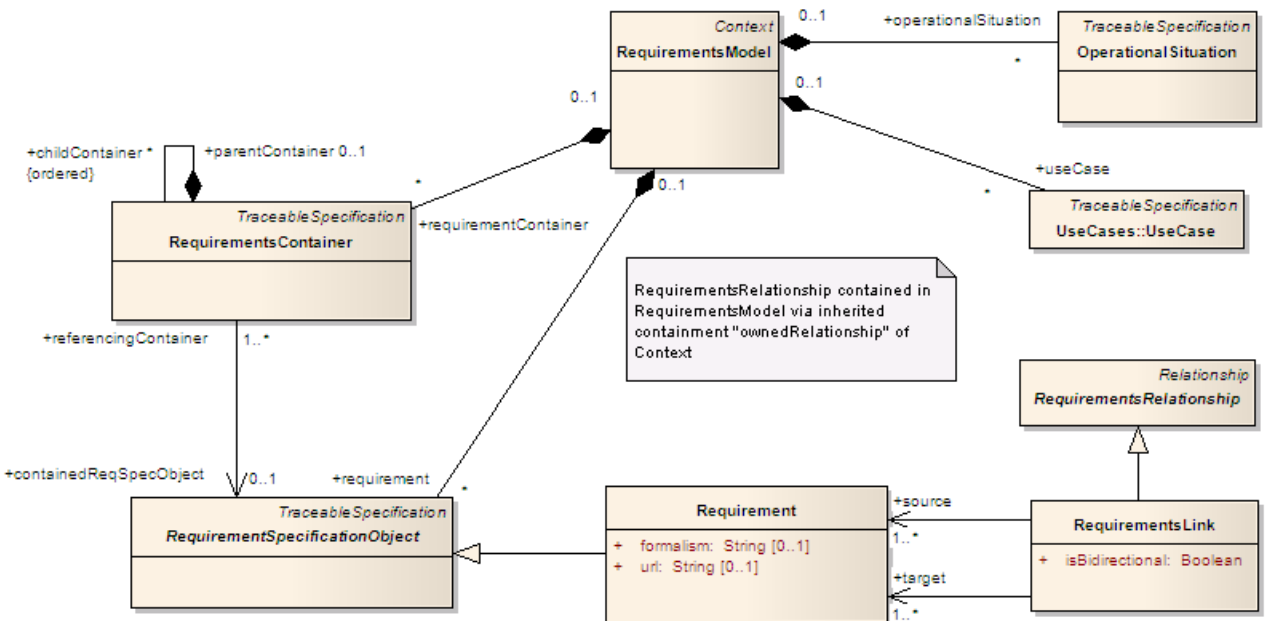 Context
RequirementsModel
0..1
+operationalSituation
*
TraceableSpecification
OperationalSituation
0..1
+useCase
*
TraceableSpecification
UseCases::UseCase
0..1
*
+requirementContainer
0..1
+childContainer *
{ordered}
+parentContainer 0..1
TraceableSpecification
RequirementsContainer
RequirementsRelationship contained in
RequirementsModel via inherited
containment "ownedRelationship" of
Context
+referencingContainer
1..*
+containedReqSpecObject
0..1
+requirement
*
TraceableSpecification
RequirementSpecificationObject
Relationship
RequirementsRelationship
Requirement
+ formalism: String [0..1]
+ url: String [0..1]
+source
1..*
+target
1..*
RequirementsLink
+ isBidirectional: Boolean